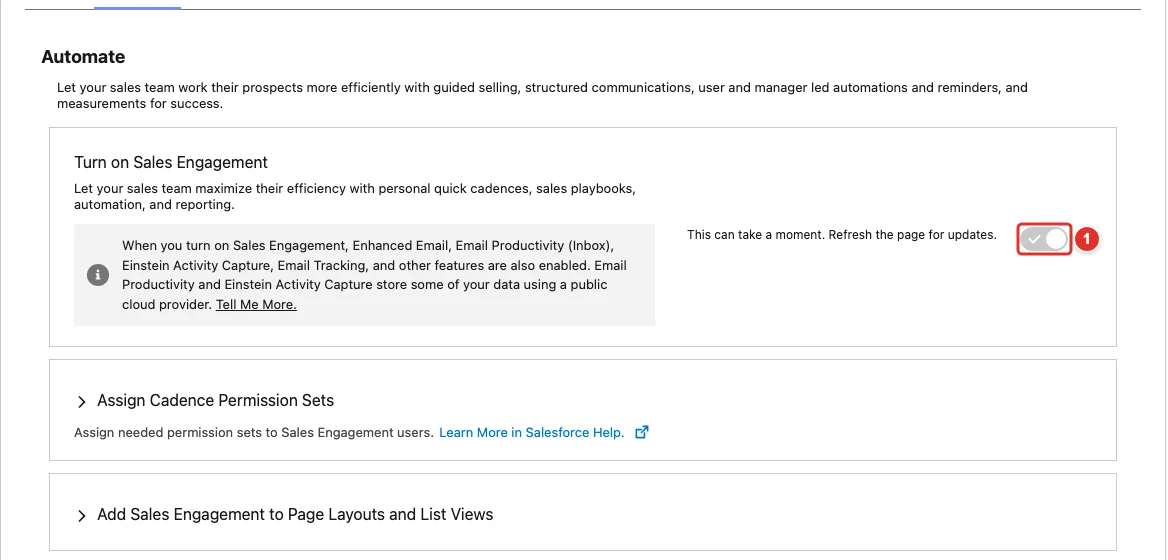 Automate
Let your sales team work their prospects more efficiently with guided selling, structured communications, user and manager led automations and reminders, and
measurements for success.
Turn on Sales Engagement
Let your sales team maximize their efficiency with personal quick cadences, sales playbooks,
automation, and reporting.
When you turn on Sales Engagement, Enhanced Email, Email Productivity (Inbox),
Einstein Activity Capture, Email Tracking, and other features are also enabled. Email
Productivity and Einstein Activity Capture store some of your data using a public
cloud provider. Tell Me More.
This can take a moment. Refresh the page for updates.
1
Assign Cadence Permission Sets
Assign needed permission sets to Sales Engagement users. Learn More in Salesforce Help.
Add Sales Engagement to Page Layouts and List Views